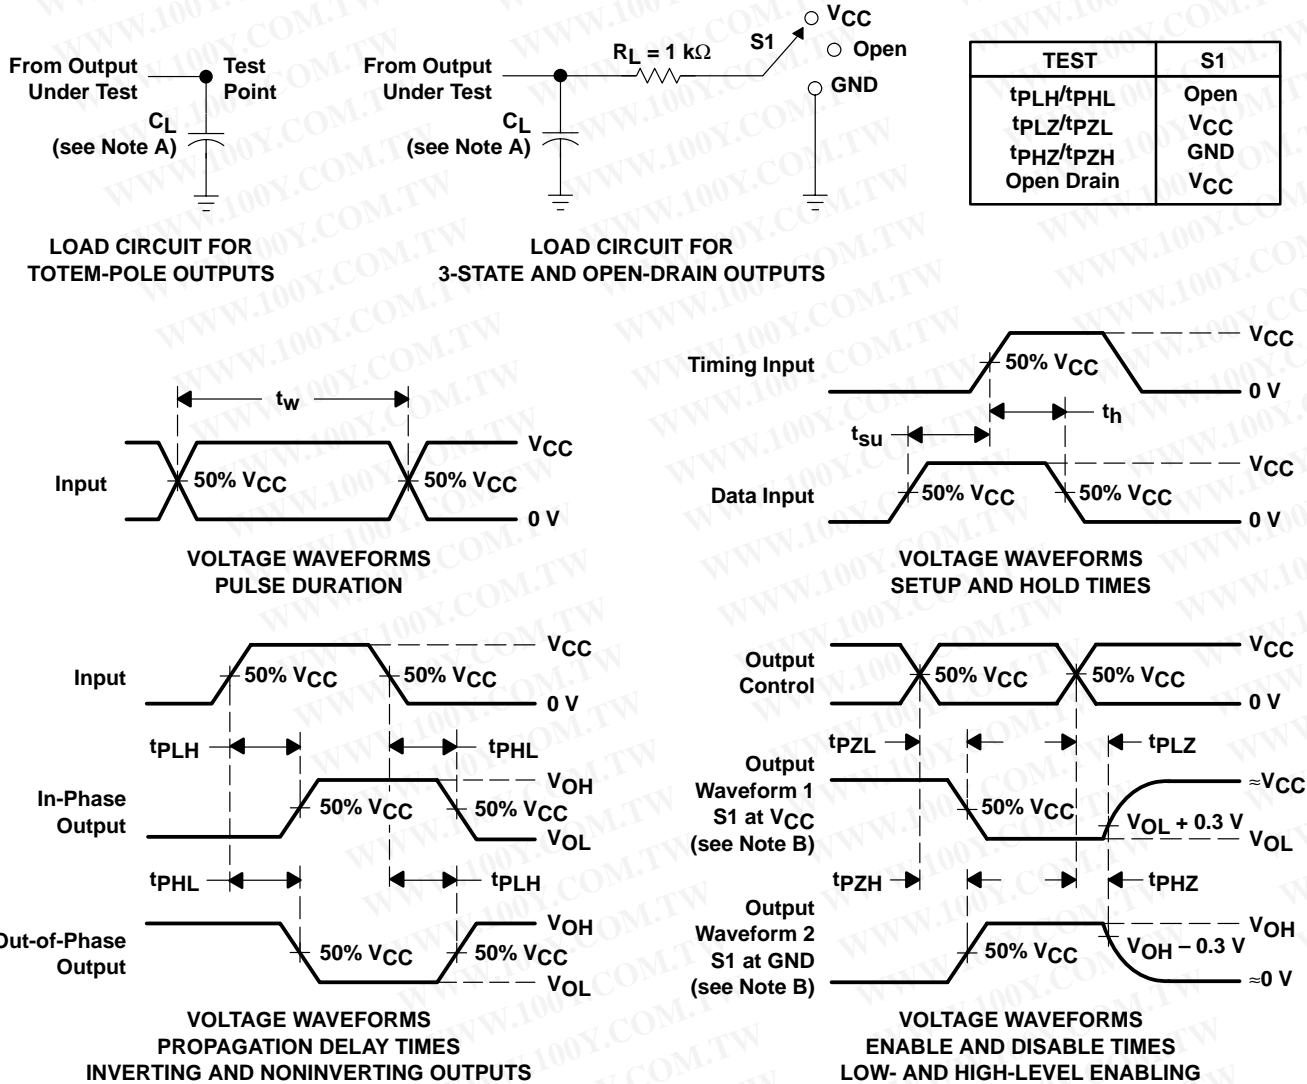 From Output
Under Test
Test
Point
CL
(see Note A)
LOAD CIRCUIT FOR
TOTEM-POLE OUTPUTS
From Output
Under Test
RL = 1 kΩ
S1
VCC
Open
GND
CL
(see Note A)
LOAD CIRCUIT FOR
3-STATE AND OPEN-DRAIN OUTPUTS
TEST S1
tPLH/tPHL Open
tPLZ/tPZL VCC
tPHZ/tPZH GND
Open Drain VCC
tw
Input
50% VCC
50% VCC
VCC
0 V
VOLTAGE WAVEFORMS
PULSE DURATION
Timing Input
50% VCC
VCC
0 V
th
tsu
Data Input
50% VCC
50% VCC
VCC
0 V
VOLTAGE WAVEFORMS
SETUP AND HOLD TIMES
Input
50% VCC
50% VCC
VCC
0 V
tPLH
tPHL
In-Phase
Output
50% VCC
50% VCC
VOH
VOL
tPHL
tPLH
Out-of-Phase
Output
50% VCC
50% VCC
VOH
VOL
VOLTAGE WAVEFORMS
PROPAGATION DELAY TIMES
INVERTING AND NONINVERTING OUTPUTS
Output
Control
50% VCC
50% VCC
VCC
0 V
tPZL
tPLZ
Output
Waveform 1
S1 at VCC
(see Note B)
50% VCC
≈VCC
VOL + 0.3 V
VOL
tPZH
tPHZ
Output
Waveform 2
S1 at GND
(see Note B)
50% VCC
VOH
VOH − 0.3 V
≈0 V
VOLTAGE WAVEFORMS
ENABLE AND DISABLE TIMES
LOW- AND HIGH-LEVEL ENABLING
WWW.100Y.COM.TW